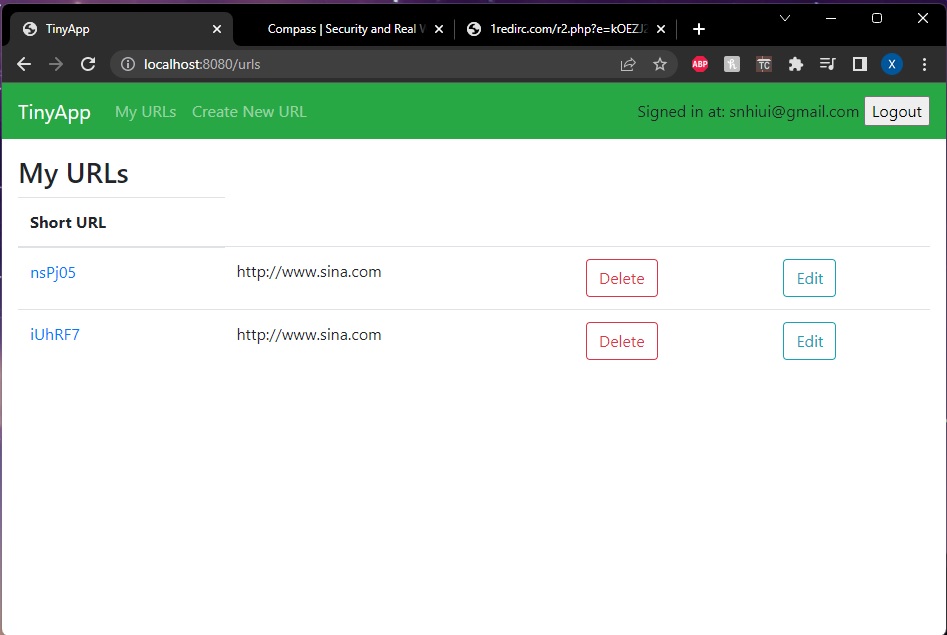 TinyApp
Compass | Security and Real
1redirc.com/r2.php?e=kOEZJ
localhost:8080/urls
ABP
TC
X
TinyApp My URLs Create New URL Signed in at: snhiui@gmail.com Logout
My URLs
Short URL
nsPj05 http://www.sina.com Delete Edit
iUhRF7 http://www.sina.com Delete Edit